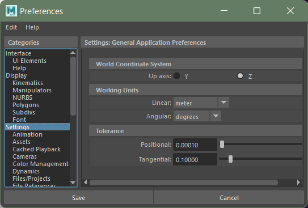 Preferences
Edit Help
Categories
Interface
UI Elements
Help
Display
Kinematics
Manipulators
NURBS
Polygons
Subdivs
Font
Settings
Animation
Assets
Cached Playback
Cameras
Color Management
Dynamics
Files/Projects
File References
Settings: General Application Preferences
World Coordinate System
Up axis: Y Z
Working Units
Linear: meter
Angular: degrees
Tolerance
Positional: 0.00010
Tangential: 0.10000
Save Cancel